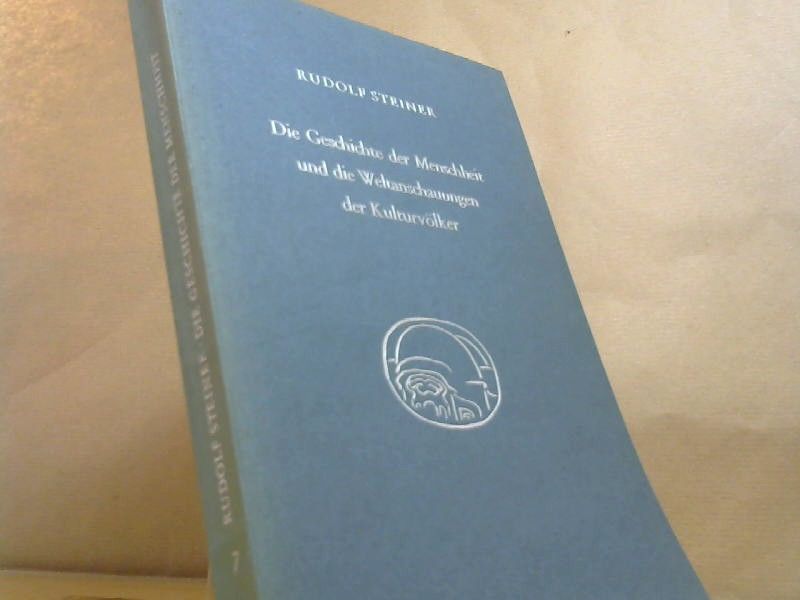 RUDOLF STEINER
Die Geschichte der Menschheit
und die Weltanschauungen
der Kulturvölker
RUDOLF STEINER DIE GESCHICHTE DER MENSCHHEIT
7